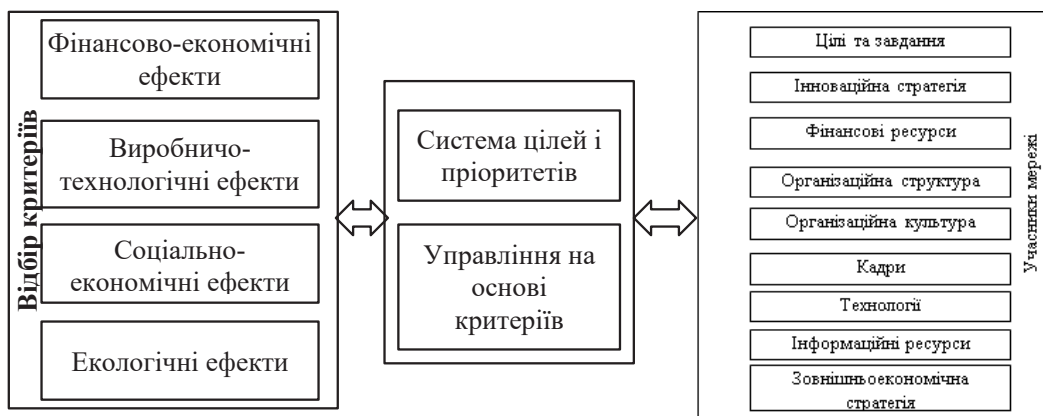 Відбір критеріїв
Фінансово-економічні
ефекти
Виробничо-
технологічні ефекти
Соціально-
економічні ефекти
Екологічні ефекти
Система цілей і
пріоритетів
Управління на
основі
критеріїв
Цілі та завдання
Інноваційна стратегія
Фінансові ресурси
Організаційна структура
Організаційна культура
Кадри
Технології
Інформаційні ресурси
Зовнішньоекономічна
стратегія
Учасники мережі